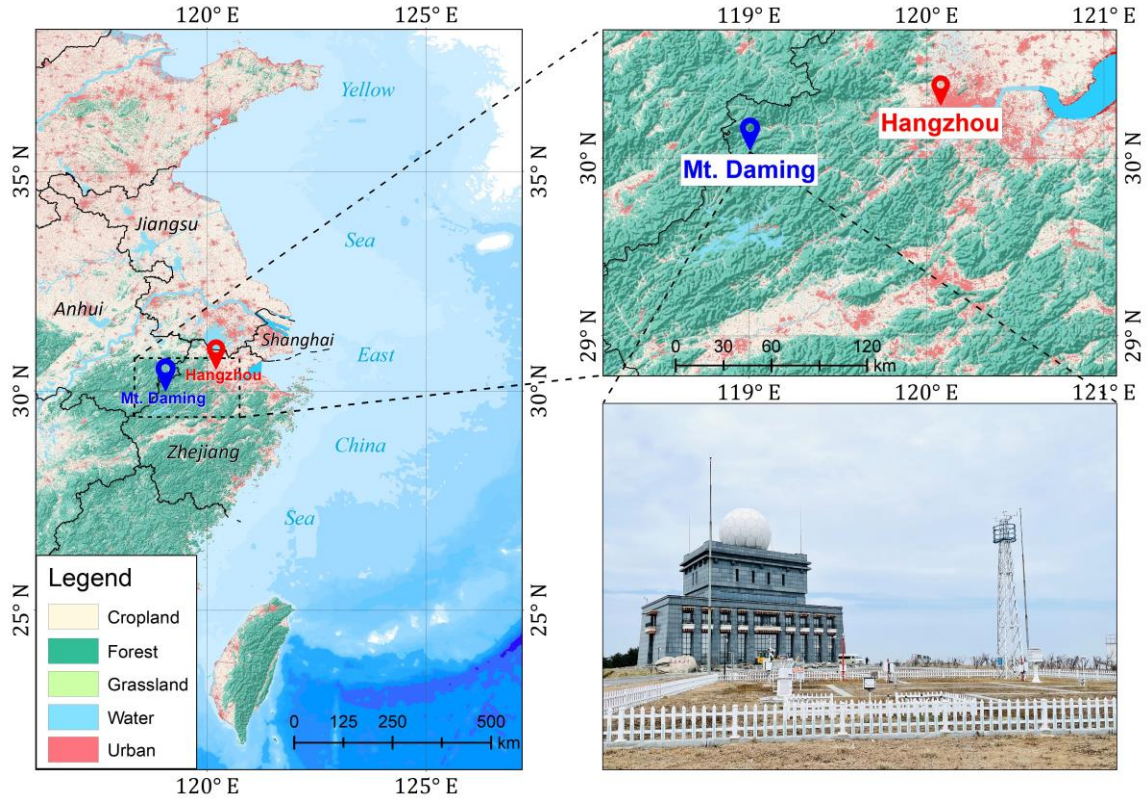 120° E
125° E
119° E
120° E
121° E
35° N
30° N
25° N
Yellow
Sea
East
China
Sea
Jiangsu
Anhui
Shanghai
Hangzhou
Mt. Daming
Zhejiang
Legend
Cropland
Forest
Grassland
Water
Urban
0 125 250 500
km
120° E
125° E
35° N
30° N
25° N
30° N
29° N
Hangzhou
Mt. Daming
0 30 60 120
km
30° N
29° N
119° E
120° E
121° E